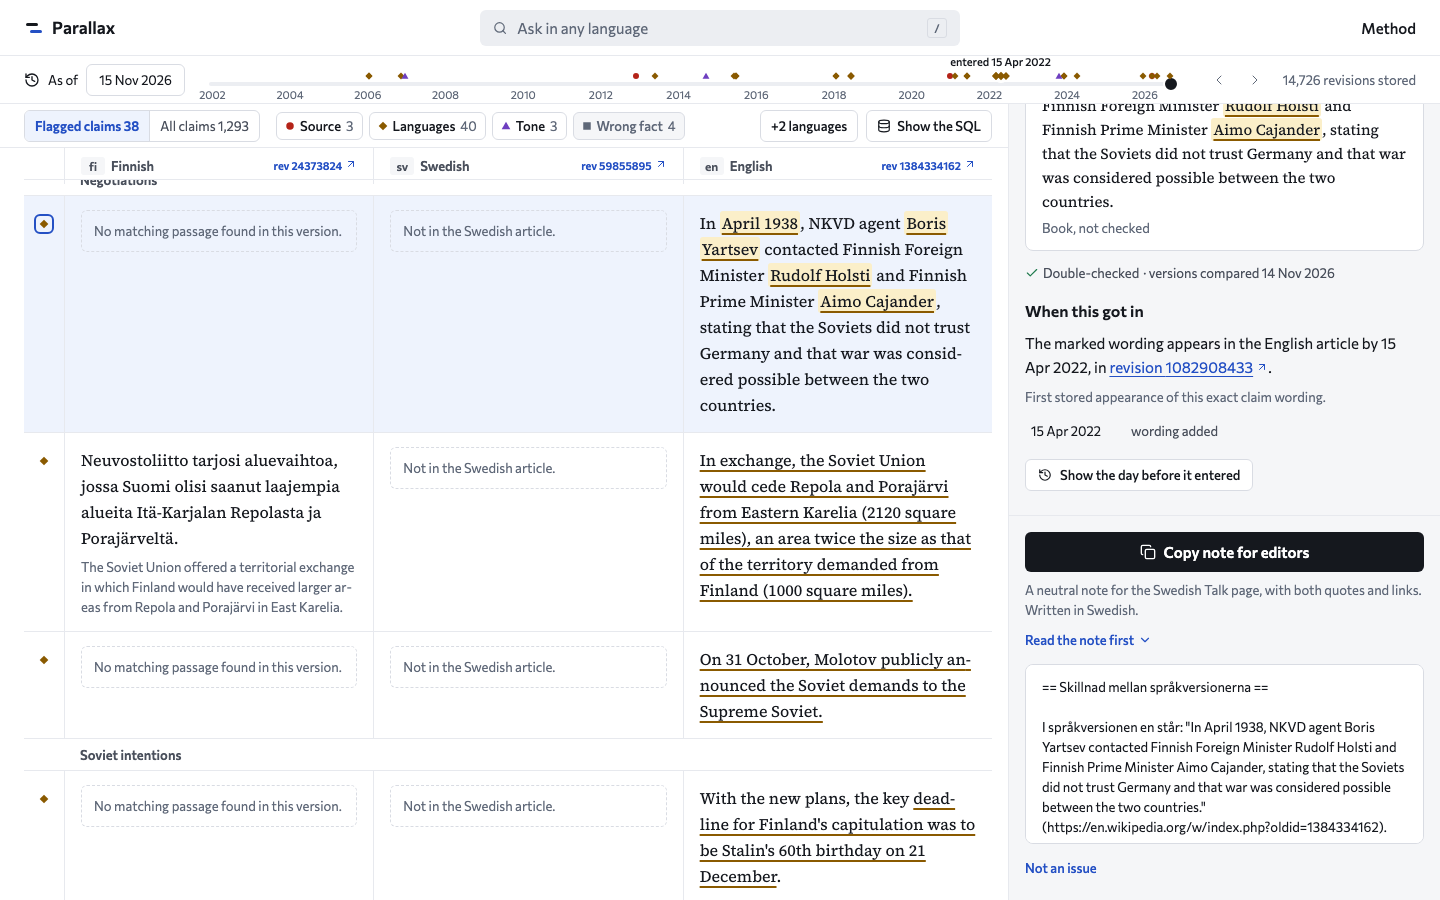 Parallax
Ask in any language
/
Method
As of
15 Nov 2026
entered 15 Apr 2022
2002
2004
2006
2008
2010
2012
2014
2016
2018
2020
2022
2024
2026
14,726 revisions stored
Flagged claims 38
All claims 1,293
Source 3
Languages 40
Tone 3
Wrong fact 4
+2 languages
Show the SQL
fi Finnish
rev 24373824
sv Swedish
rev 59855895
en English
rev 1384334162
Negotiations
No matching passage found in this version.
Not in the Swedish article.
In April 1938, NKVD agent Boris
Yartsev contacted Finnish Foreign
Minister Rudolf Holsti and Finnish
Prime Minister Aimo Cajander,
stating that the Soviets did not trust
Germany and that war was consid-
ered possible between the two
countries.
Neuvostoliitto tarjosi aluevaihtoa,
jossa Suomi olisi saanut laajempia
alueita Itä-Karjalan Repolasta ja
Porajärveltä.
The Soviet Union offered a territorial exchange
in which Finland would have received larger ar-
eas from Repola and Porajärvi in East Karelia.
Not in the Swedish article.
In exchange, the Soviet Union
would cede Repola and Porajärvi
from Eastern Karelia (2120 square
miles), an area twice the size as that
of the territory demanded from
Finland (1000 square miles).
No matching passage found in this version.
Not in the Swedish article.
On 31 October, Molotov publicly an-
nounced the Soviet demands to the
Supreme Soviet.
Soviet intentions
No matching passage found in this version.
Not in the Swedish article.
With the new plans, the key dead-
line for Finland's capitulation was to
be Stalin's 60th birthday on 21
December.
Finnish Foreign Minister Rudolf Holsti and
Finnish Prime Minister Aimo Cajander, stating
that the Soviets did not trust Germany and that war
was considered possible between the two
countries.
Book, not checked
Double-checked · versions compared 14 Nov 2026
When this got in
The marked wording appears in the English article by 15
Apr 2022, in revision 1082908433.
First stored appearance of this exact claim wording.
15 Apr 2022
wording added
Show the day before it entered
Copy note for editors
A neutral note for the Swedish Talk page, with both quotes and links.
Written in Swedish.
Read the note first
== Skillnad mellan språkversionerna ==
I språkversionen en står: "In April 1938, NKVD agent Boris
Yartsev contacted Finnish Foreign Minister Rudolf Holsti and
Finnish Prime Minister Aimo Cajander, stating that the Soviets
did not trust Germany and that war was considered possible
between the two countries."
(https://en.wikipedia.org/w/index.php?oldid=1384334162).
Not an issue